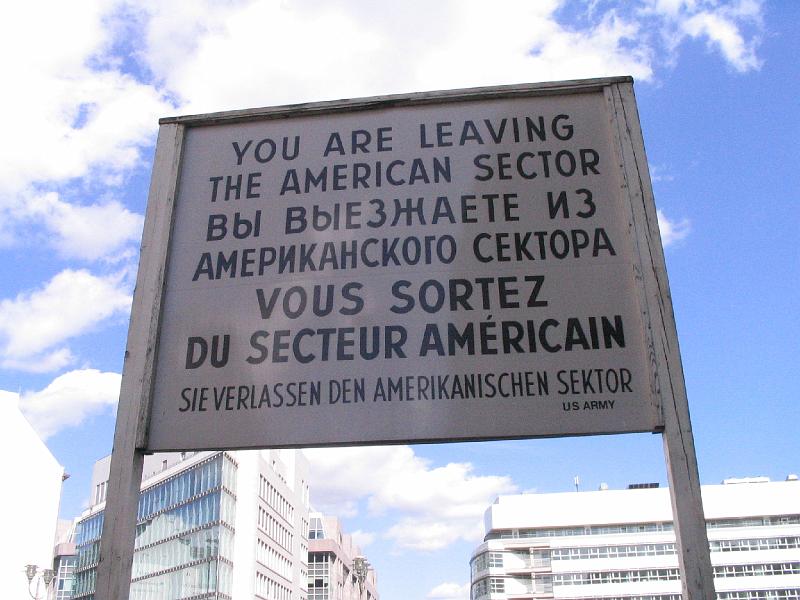 YOU ARE LEAVING
THE AMERICAN SECTOR
ВЫ ВЫЕЗЖАЕТЕ ИЗ
АМЕРИКАНСКОГО СЕКТОРА
VOUS SORTEZ
DU SECTEUR AMÉRICAIN
SIE VERLASSEN DEN AMERIKANISCHEN SEKTOR
US ARMY